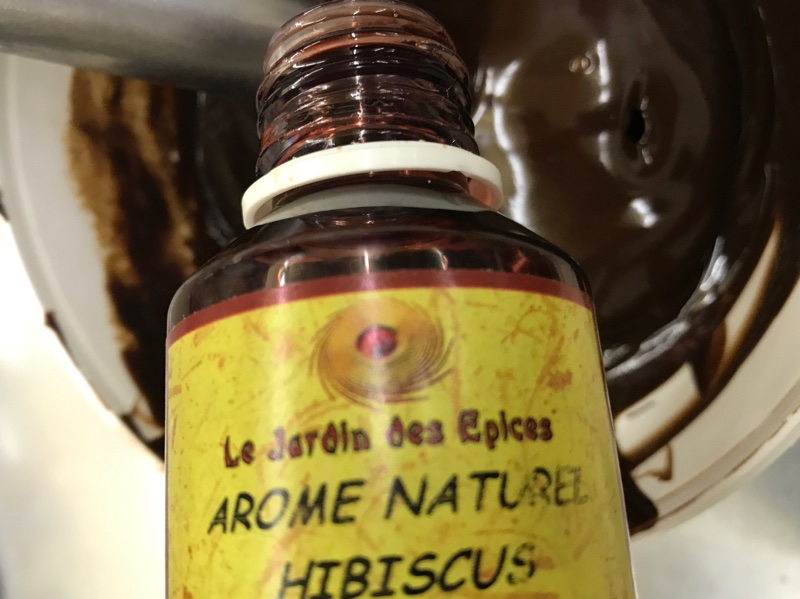 Le Jardin des Epices
AROME NATUREL
HIBISCUS